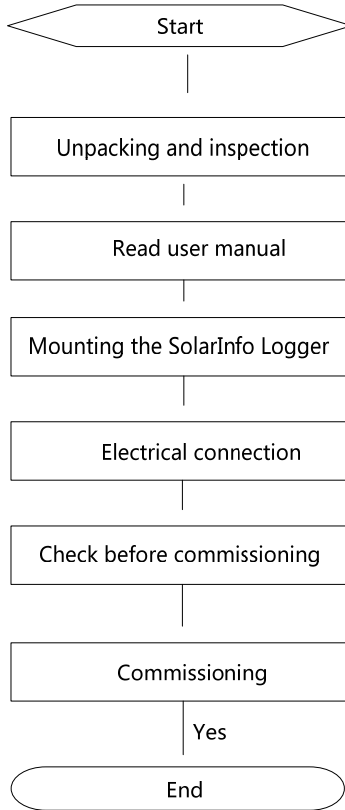 Start
Unpacking and inspection
Read user manual
Mounting the SolarInfo Logger
Electrical connection
Check before commissioning
Commissioning
Yes
End